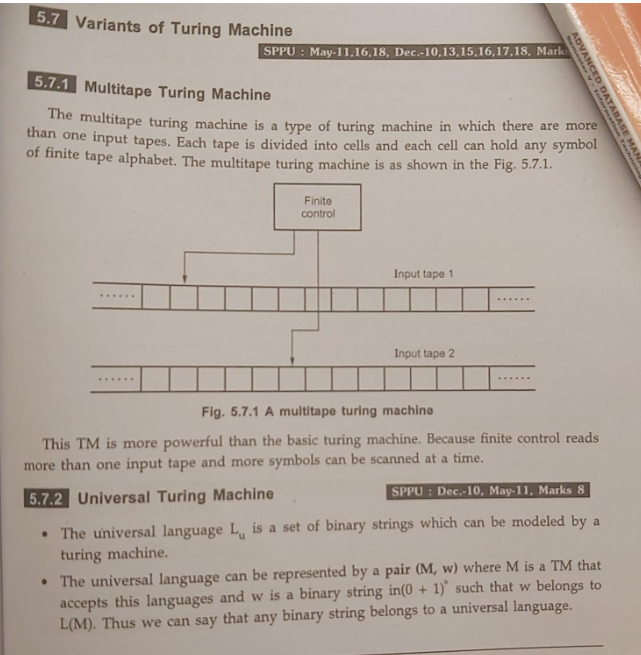 5.7 Variants of Turing Machine
SPPU : May-11,16,18, Dec.-10,13,15,16,17,18,
5.7.1 Multitape Turing Machine
The multitape turing machine is a type of turing machine in which there are more
than one input tapes. Each tape is divided into cells and each cell can hold any symbol
of finite tape alphabet. The multitape turing machine is as shown in the Fig. 5.7.1.
Finite
control
Input tape 1
......
......
Input tape 2
......
......
Fig. 5.7.1 A multitape turing machine
This TM is more powerful than the basic turing machine. Because finite control reads
more than one input tape and more symbols can be scanned at a time.
5.7.2 Universal Turing Machine
SPPU : Dec.-10, May-11, Marks 8
• The universal language Lu is a set of binary strings which can be modeled by a
turing machine.
• The universal language can be represented by a pair (M, w) where M is a TM that
accepts this languages and w is a binary string in(0 + 1)* such that w belongs to
L(M). Thus we can say that any binary string belongs to a universal language.
ADVANCED DATABASE
Information